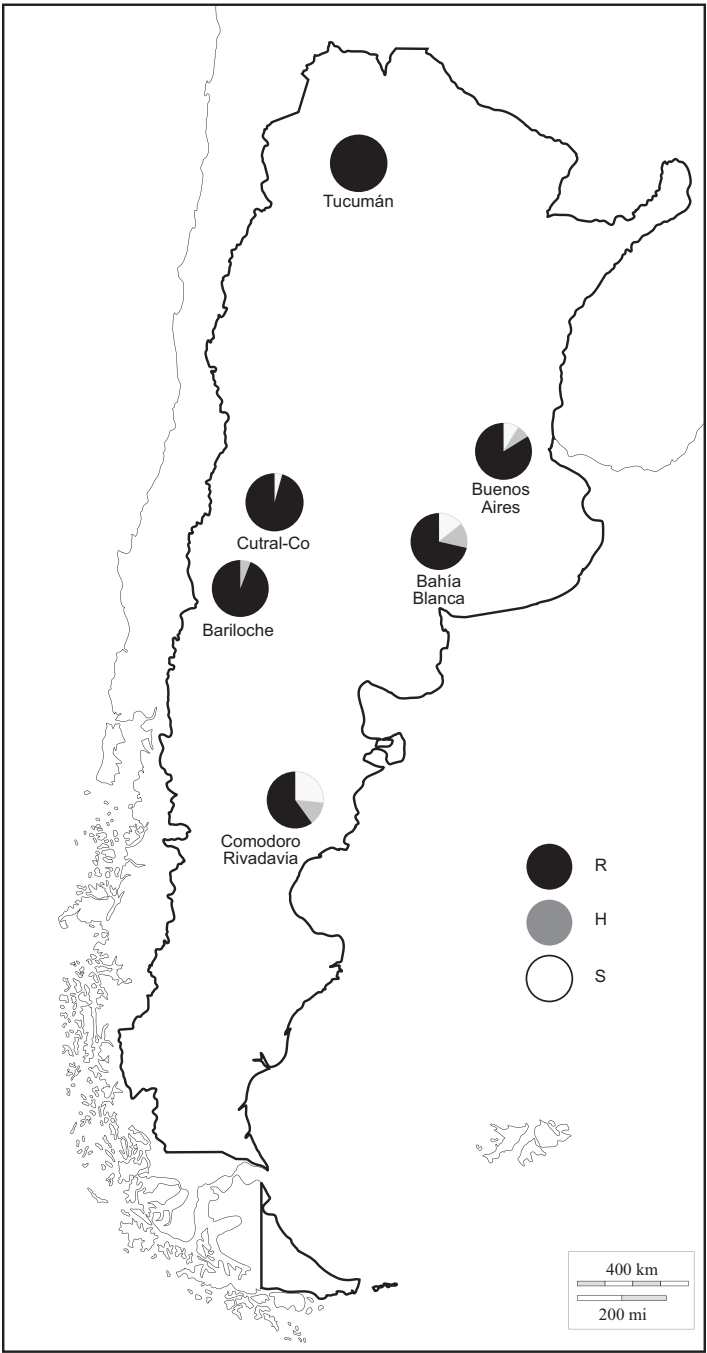 Tucumán
Buenos
Aires
Cutral-Co
Bahía
Blanca
Bariloche
Comodoro
Rivadavia
R
H
S
400 km
200 mi